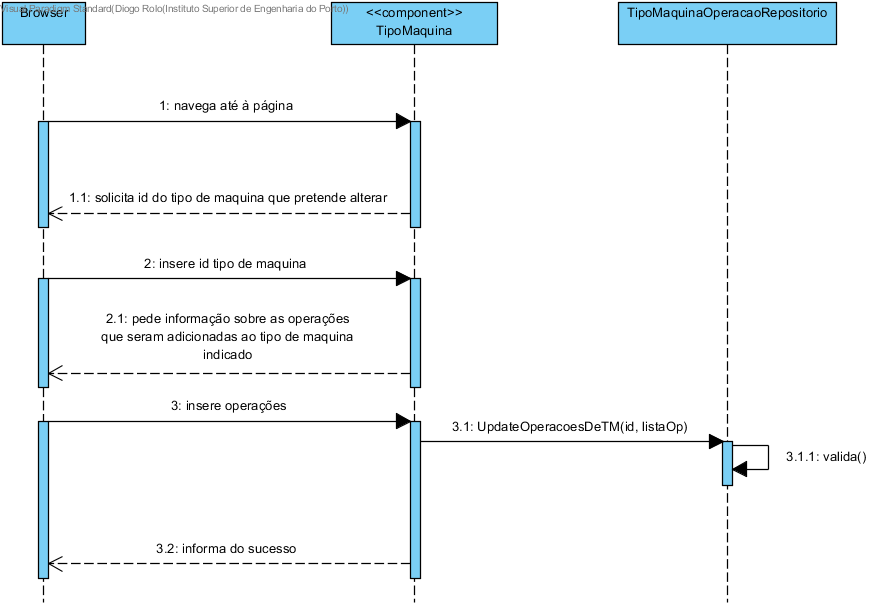 Visual Paradigm Standard(Diogo Rolo(Instituto Superior de Engenharia do Porto))
Browser
<<component>>
TipoMaquina
TipoMaquinaOperacaoRepositorio
1: navega até à página
1.1: solicita id do tipo de maquina que pretende alterar
2: insere id tipo de maquina
2.1: pede informação sobre as operações
que seram adicionadas ao tipo de maquina
indicado
3: insere operações
3.1: UpdateOperacoesDeTM(id, listaOp)
3.1.1: valida()
3.2: informa do sucesso